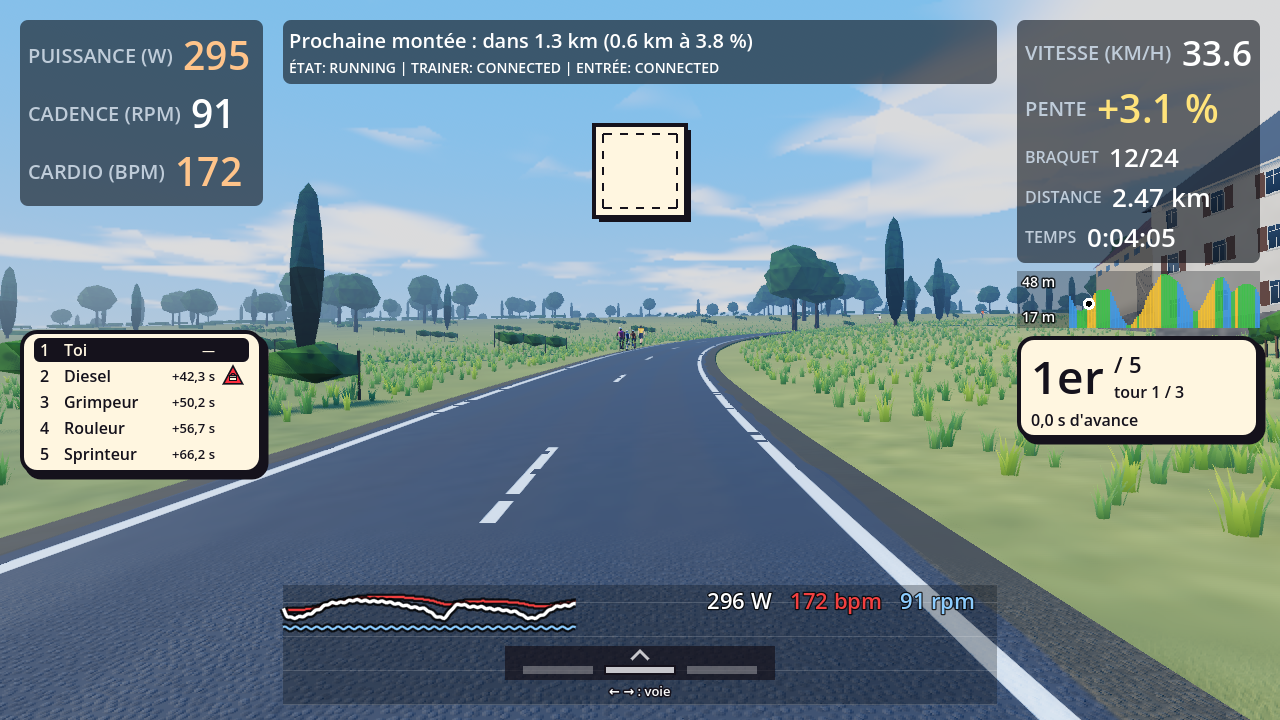 PUISSANCE (W) 295
CADENCE (RPM) 91
CARDIO (BPM) 172
Prochaine montée : dans 1.3 km (0.6 km à 3.8 %)
ÉTAT: RUNNING | TRAINER: CONNECTED | ENTRÉE: CONNECTED
VITESSE (KM/H) 33.6
PENTE +3.1 %
BRAQUET 12/24
DISTANCE 2.47 km
TEMPS 0:04:05
48 m
17 m
1 Toi —
2 Diesel +42,3 s
3 Grimpeur +50,2 s
4 Rouleur +56,7 s
5 Sprinteur +66,2 s
1er / 5
tour 1 / 3
0,0 s d'avance
296 W 172 bpm 91 rpm
← → : voie